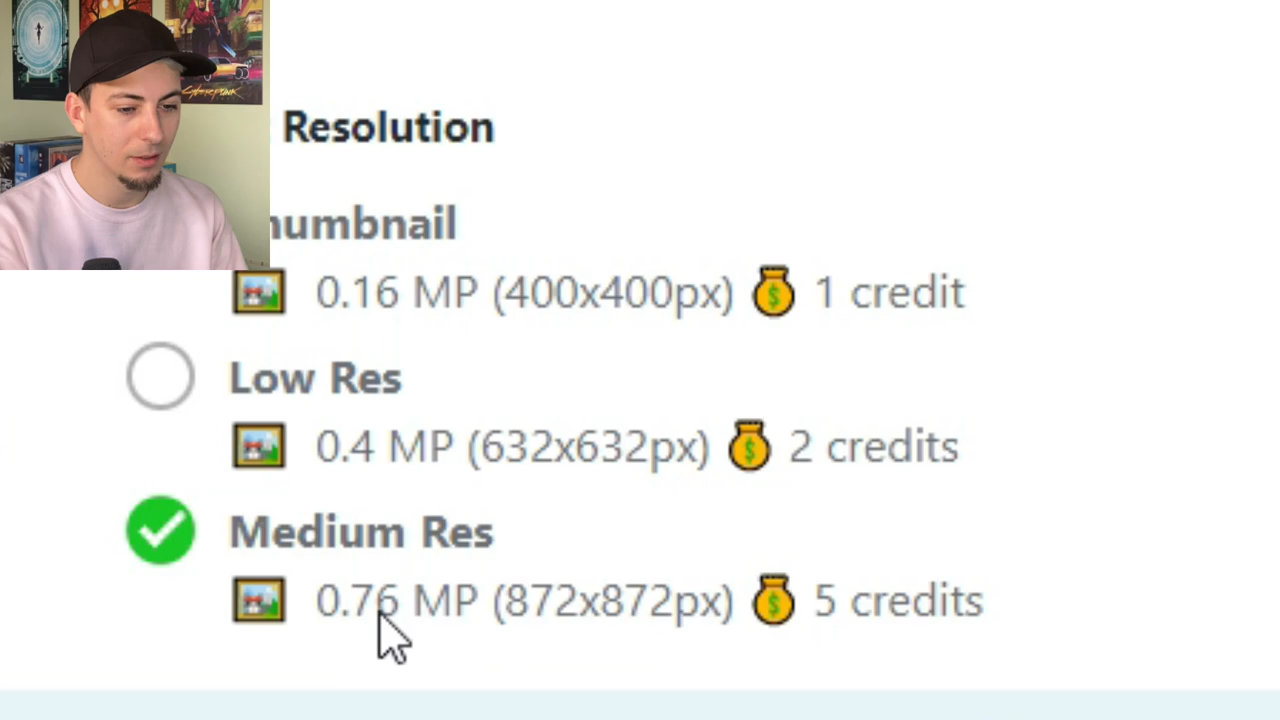 CYBERPUNK
Resolution
humbnail
0.16 MP (400x400px) 1 credit
Low Res
0.4 MP (632x632px) 2 credits
Medium Res
0.76 MP (872x872px) 5 credits